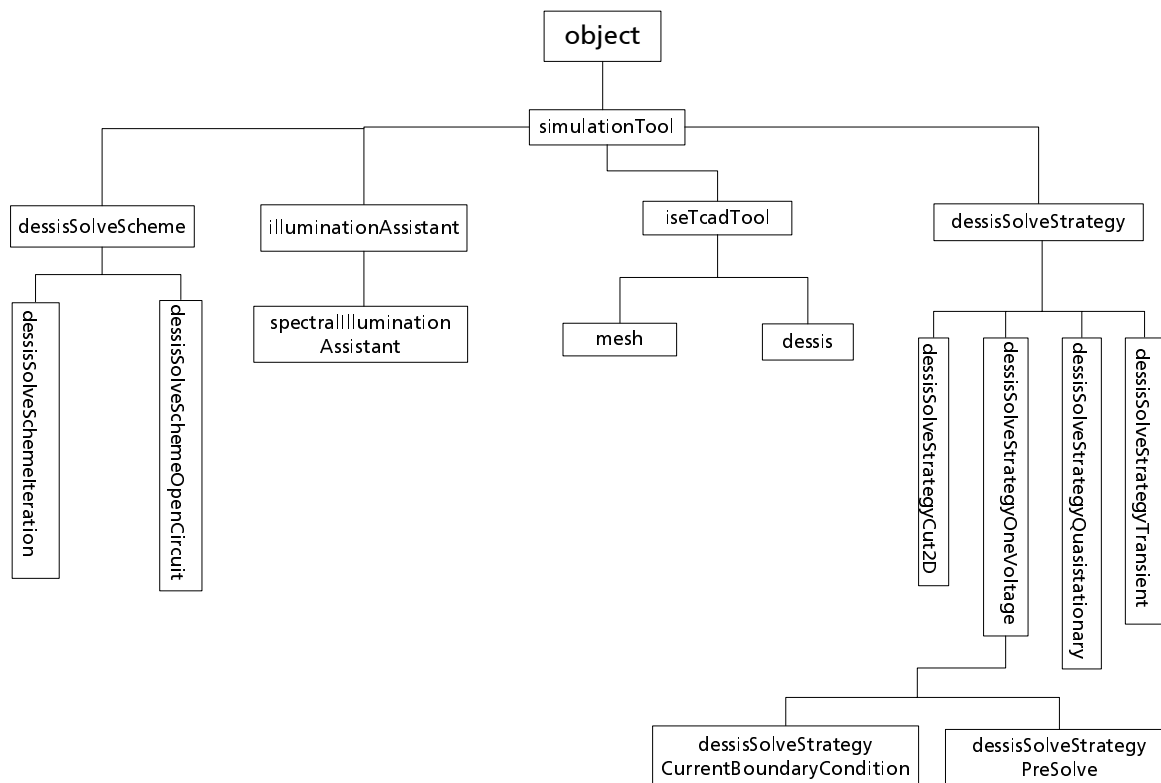 object
simulationTool
dessisSolveScheme
illuminationAssistant
iseTcadTool
dessisSolveStrategy
dessisSolveSchemeIteration
dessisSolveSchemeOpenCircuit
spectralIllumination
Assistant
mesh
dessis
dessisSolveStrategyCut2D
dessisSolveStrategyOneVoltage
dessisSolveStrategyQuasistationary
dessisSolveStrategyTransient
dessisSolveStrategy
CurrentBoundaryCondition
dessisSolveStrategy
PreSolve